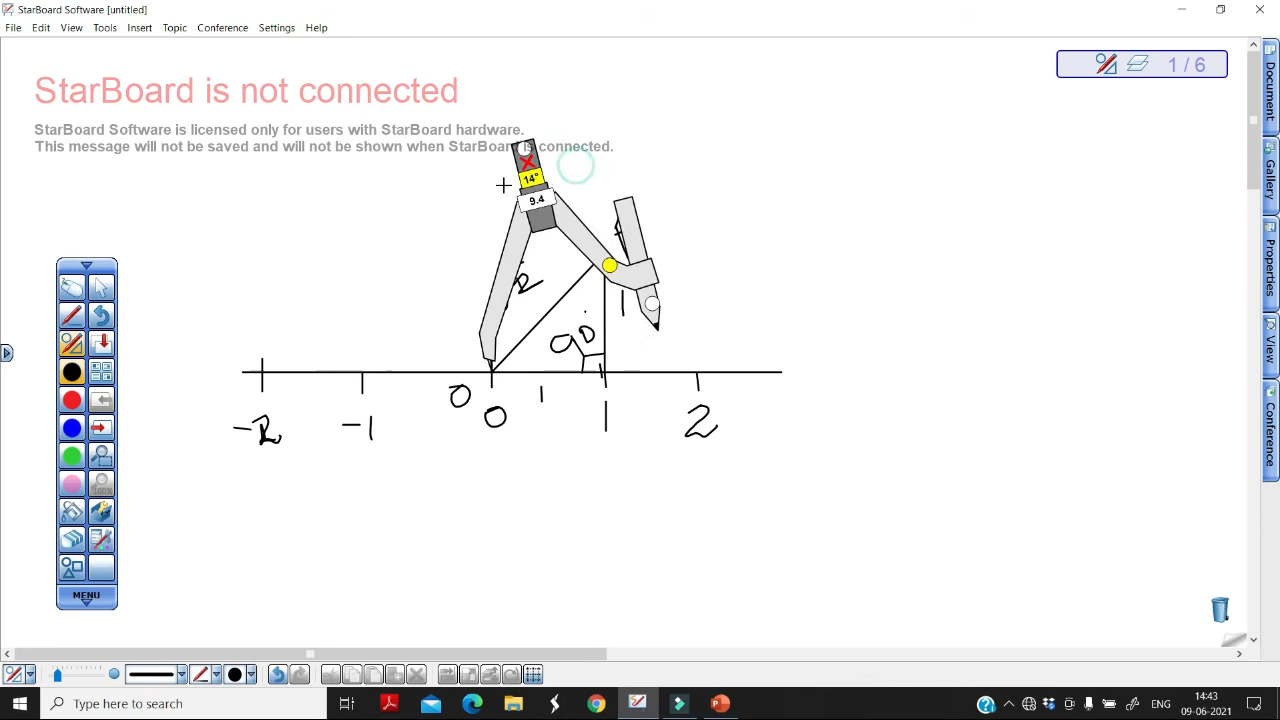 StarBoard Software [untitled]
File Edit View Tools Insert Topic Conference Settings Help
StarBoard is not connected
StarBoard Software is licensed only for users with StarBoard hardware.
This message will not be saved and will not be shown when StarBoard is connected.
1 / 6
Document
Gallery
Properties
View
Conference
14°
9.4
R
1
90
0 1
-2 -1 0 1 2
MENU
Type here to search
ENG
14:43
09-06-2021